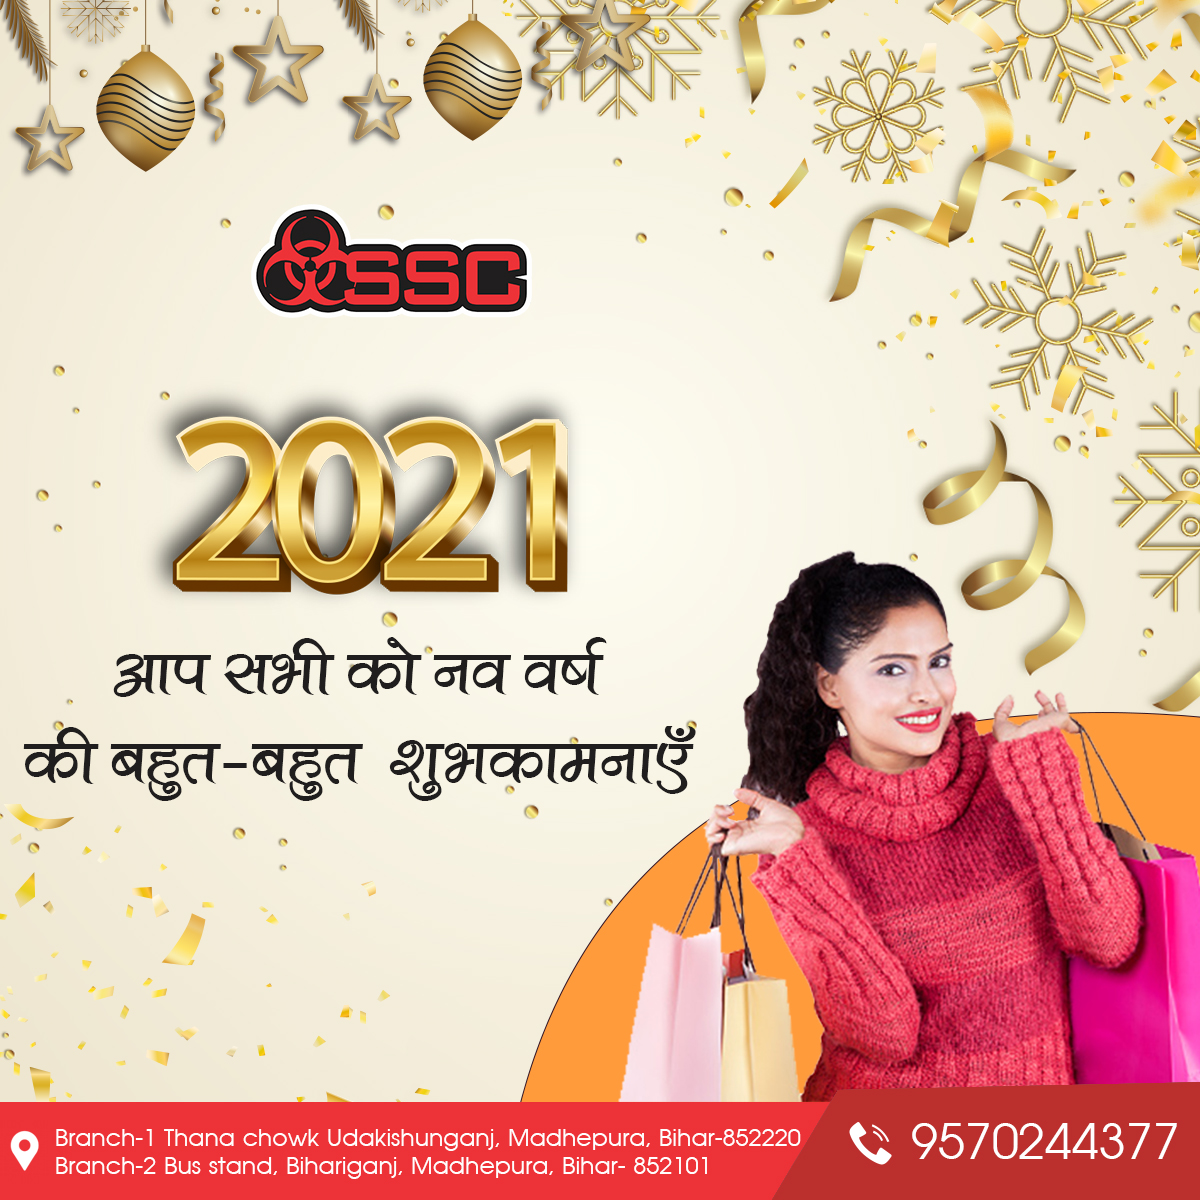 SSC
2021
आप सभी को नव वर्ष
की बहुत-बहुत शुभकामनाएँ
Branch-1 Thana chowk Udakishunganj, Madhepura, Bihar-852220
Branch-2 Bus stand, Bihariganj, Madhepura, Bihar- 852101
9570244377